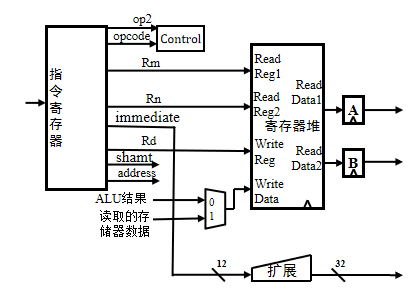 op2
opcode
Control
指令寄存器
Rm
Rn
immediate
Rd
shamt
address
Read
Reg1
Read
Reg2
寄存器堆
Write
Reg
Write
Data
Read
Data1
Read
Data2
A
B
ALU结果
读取的存
储器数据
0
1
12
扩展
32